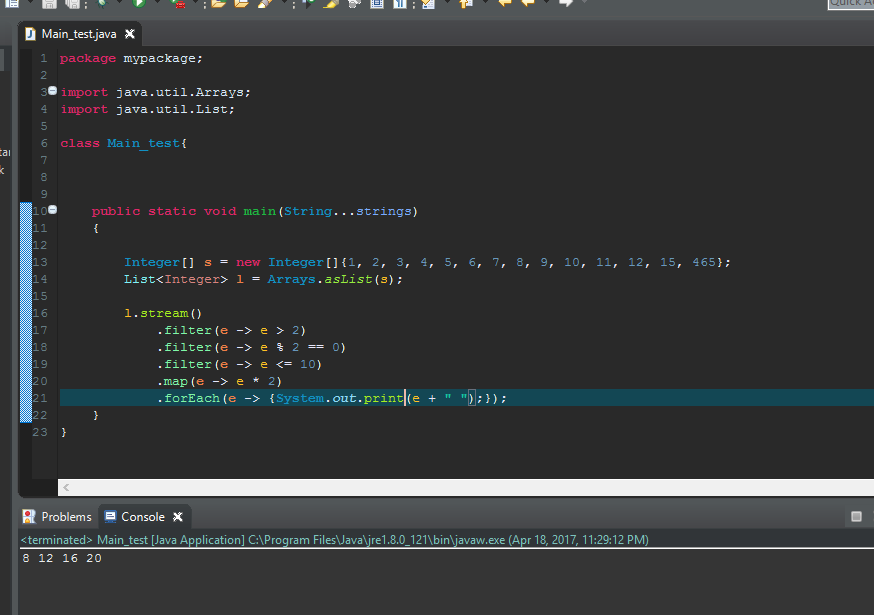 Quick A
Main_test.java
1 package mypackage;
2
3 import java.util.Arrays;
4 import java.util.List;
5
6 class Main_test{
7
8
9
10 public static void main(String...strings)
11 {
12
13 Integer[] s = new Integer[]{1, 2, 3, 4, 5, 6, 7, 8, 9, 10, 11, 12, 15, 465};
14 List<Integer> l = Arrays.asList(s);
15
16 l.stream()
17 .filter(e -> e > 2)
18 .filter(e -> e % 2 == 0)
19 .filter(e -> e <= 10)
20 .map(e -> e * 2)
21 .forEach(e -> {System.out.print(e + " ");});
22 }
23 }
Problems Console
<terminated> Main_test [Java Application] C:\Program Files\Java\jre1.8.0_121\bin\javaw.exe (Apr 18, 2017, 11:29:12 PM)
8 12 16 20